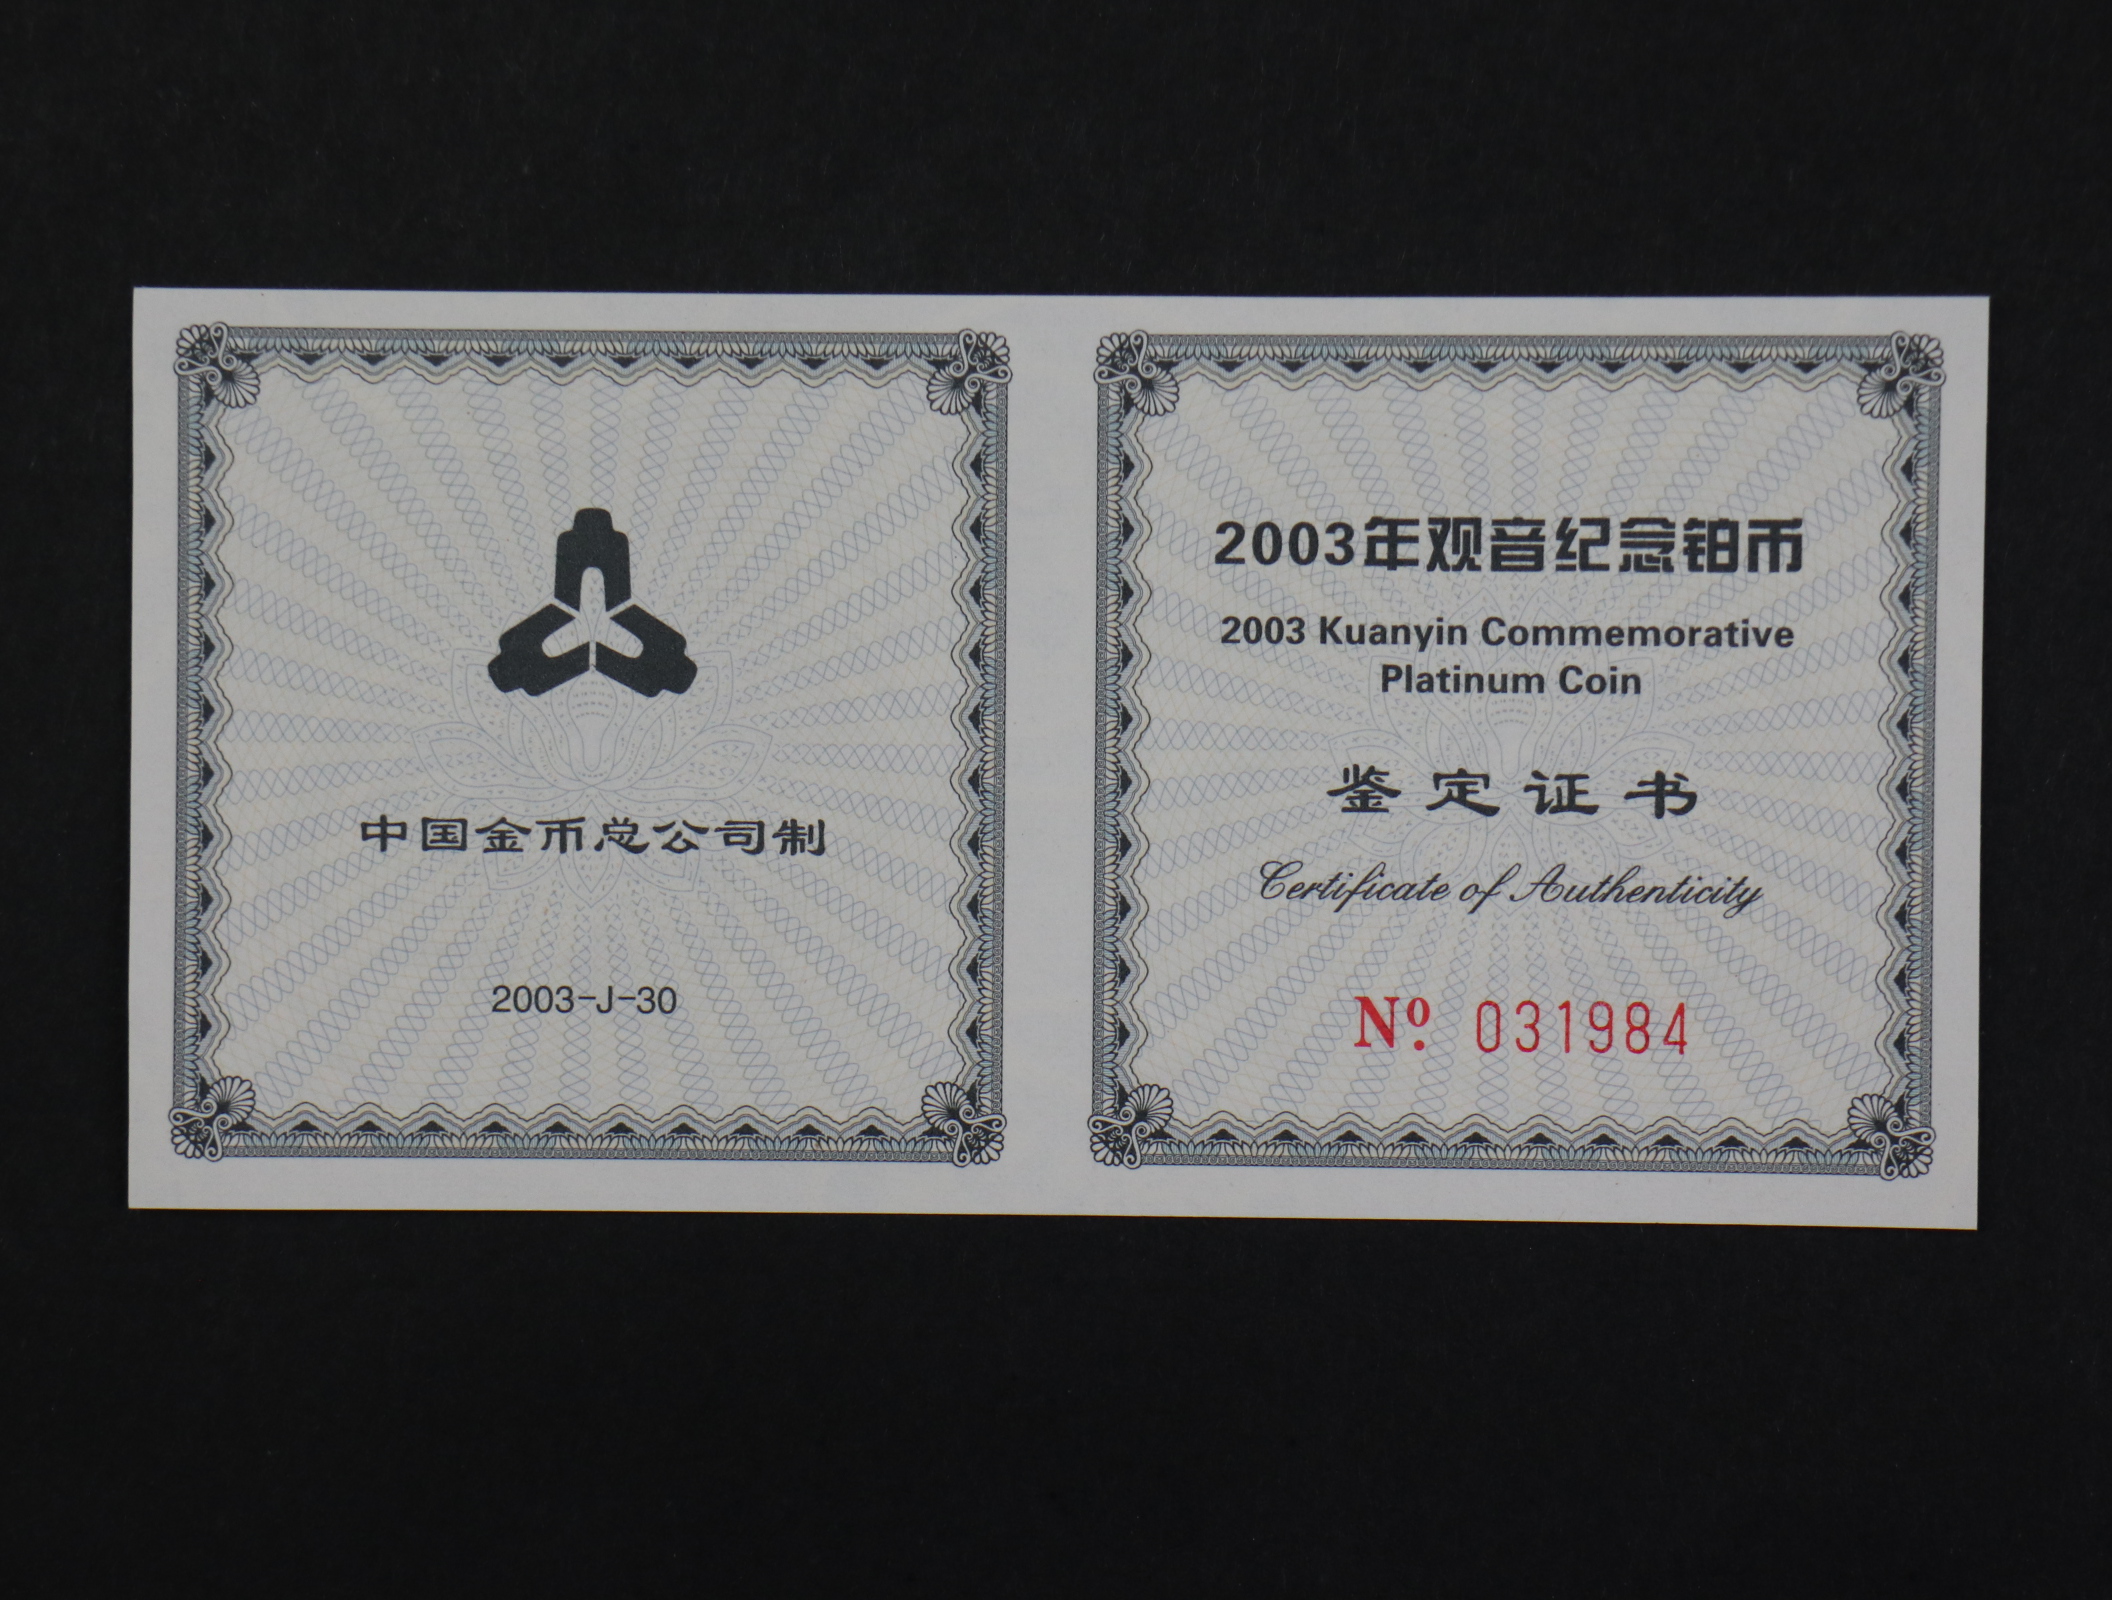 中国金币总公司制
2003-J-30
2003年观音纪念铂币
2003 Kuanyin Commemorative
Platinum Coin
鉴定证书
Certificate of Authenticity
Nº. 031984